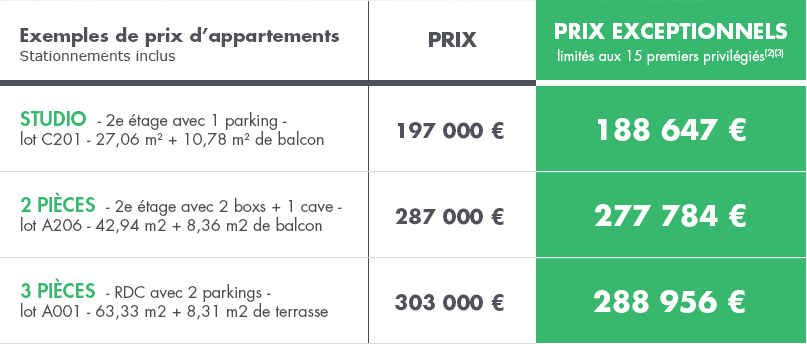 Exemples de prix d'appartements
Stationnements inclus
PRIX
PRIX EXCEPTIONNELS
limités aux 15 premiers privilégiés(2)(3)
STUDIO - 2e étage avec 1 parking -
lot C201 - 27,06 m² + 10,78 m² de balcon
197 000 €
188 647 €
2 PIÈCES - 2e étage avec 2 boxs + 1 cave -
lot A206 - 42,94 m2 + 8,36 m2 de balcon
287 000 €
277 784 €
3 PIÈCES - RDC avec 2 parkings -
lot A001 - 63,33 m2 + 8,31 m2 de terrasse
303 000 €
288 956 €